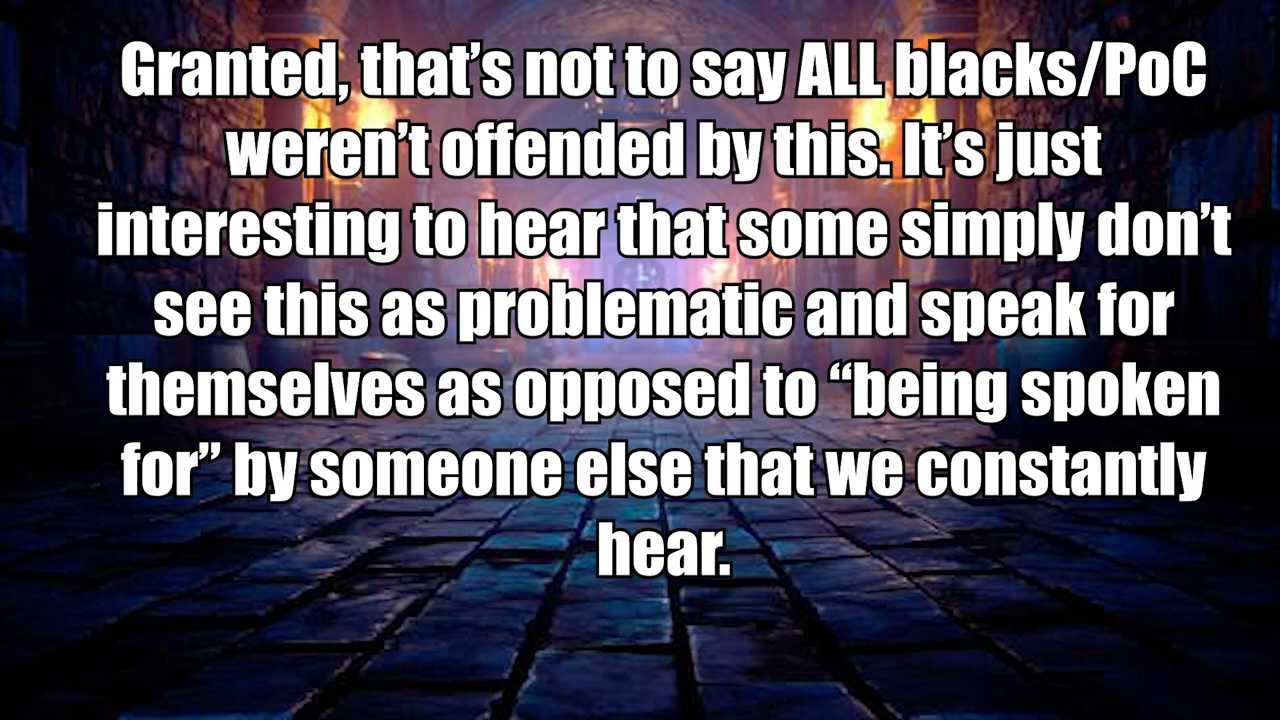 Granted, that’s not to say ALL blacks/PoC
weren’t offended by this. It’s just
interesting to hear that some simply don’t
see this as problematic and speak for
themselves as opposed to “being spoken
for” by someone else that we constantly
hear.